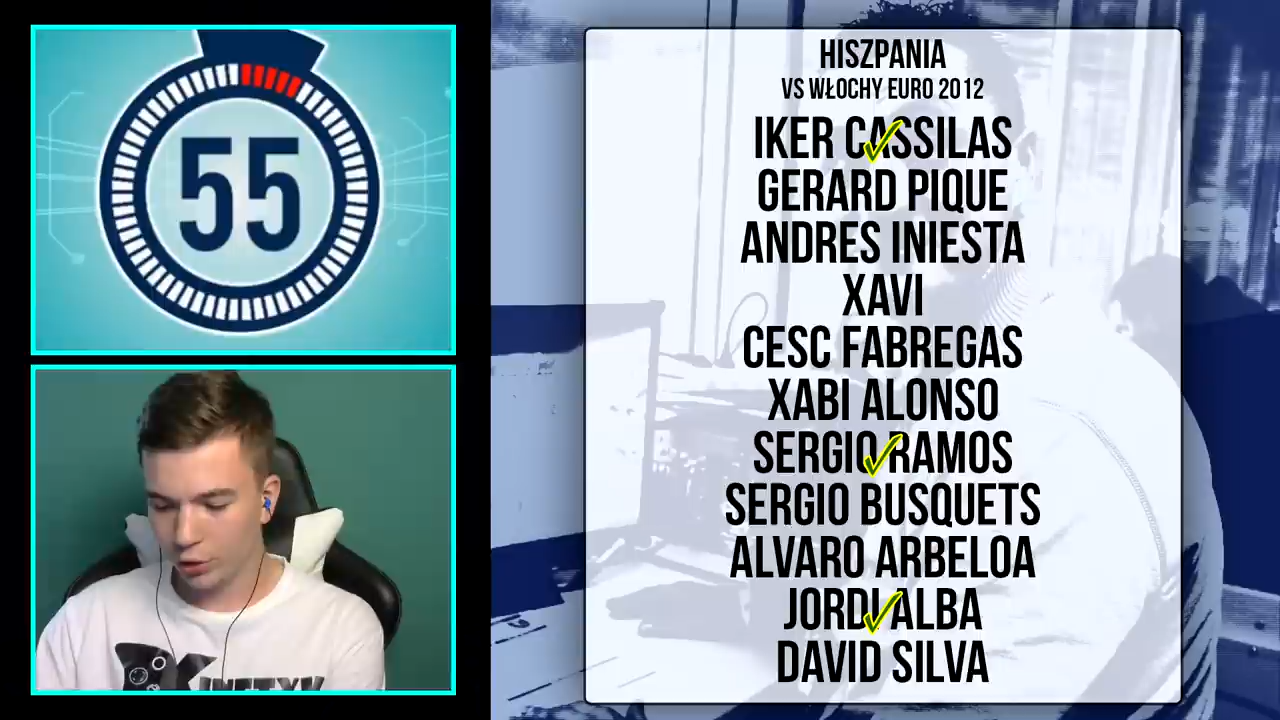 55
HISZPANIA
VS WŁOCHY EURO 2012
IKER CASSILAS
GERARD PIQUE
ANDRES INIESTA
XAVI
CESC FABREGAS
XABI ALONSO
SERGIO RAMOS
SERGIO BUSQUETS
ALVARO ARBELOA
JORDI ALBA
DAVID SILVA